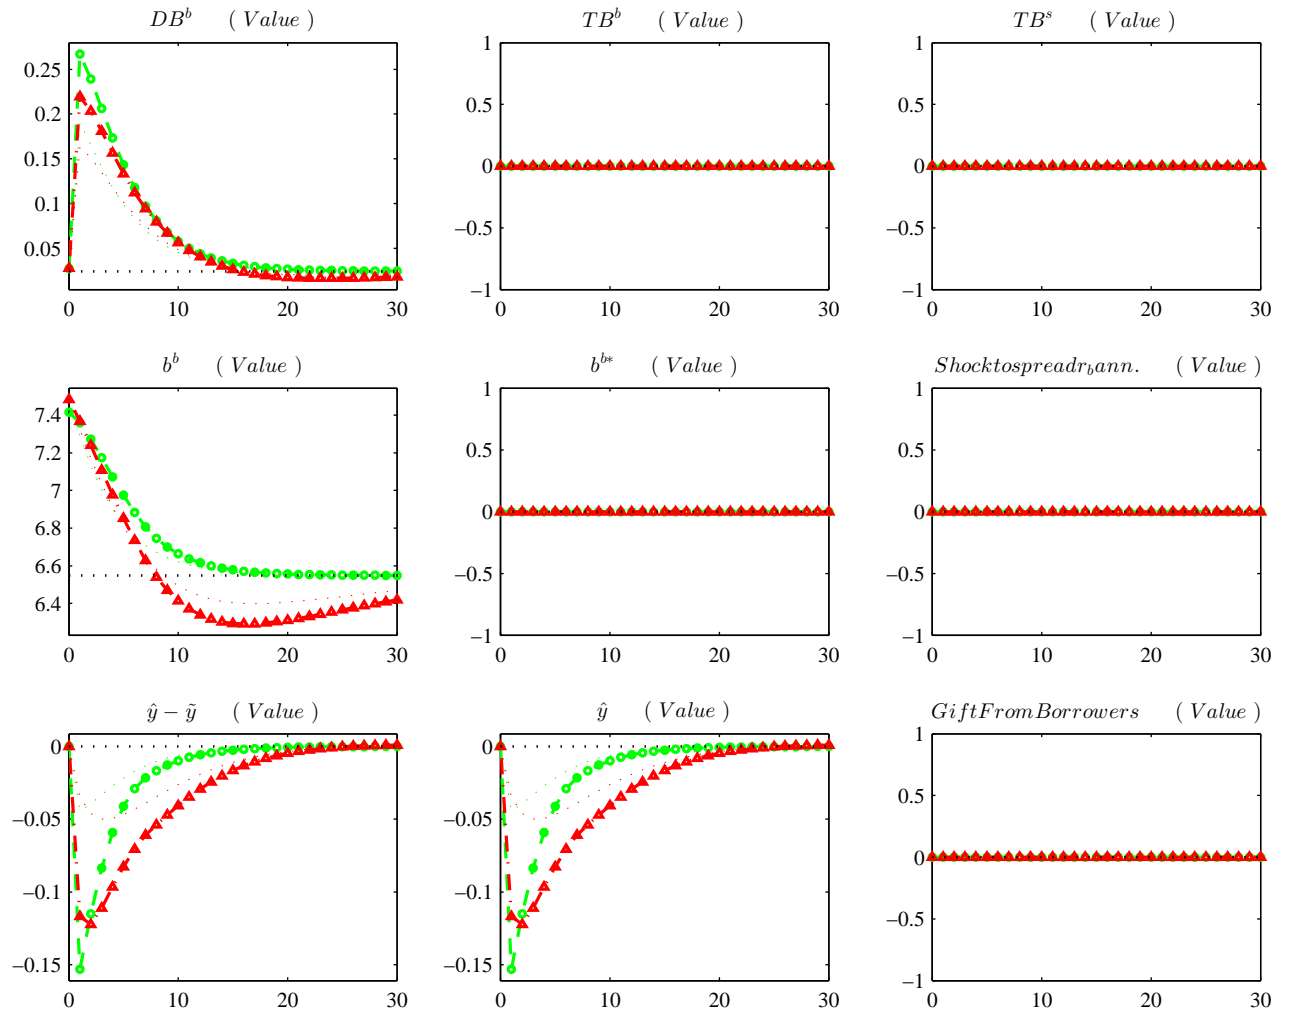 DB^b ( Value ) TB^b ( Value ) TB^s ( Value )
0.25 1 1
0.2 0.5 0.5
0.15 0 0
0.1 −0.5 −0.5
0.05 −1 −1
0 10 20 30 0 10 20 30 0 10 20 30
b^b ( Value ) b^{b*} ( Value ) Shocktospreadr_bann. ( Value )
7.4 1 1
7.2 0.5 0.5
7 0 0
6.8 −0.5 −0.5
6.6 −1 −1
6.4
0 10 20 30 0 10 20 30 0 10 20 30
ŷ − ỹ ( Value ) ŷ ( Value ) GiftFromBorrowers ( Value )
0 0 1
−0.05 −0.05 0.5
−0.1 −0.1 0
−0.15 −0.15 −0.5
−1
0 10 20 30 0 10 20 30 0 10 20 30